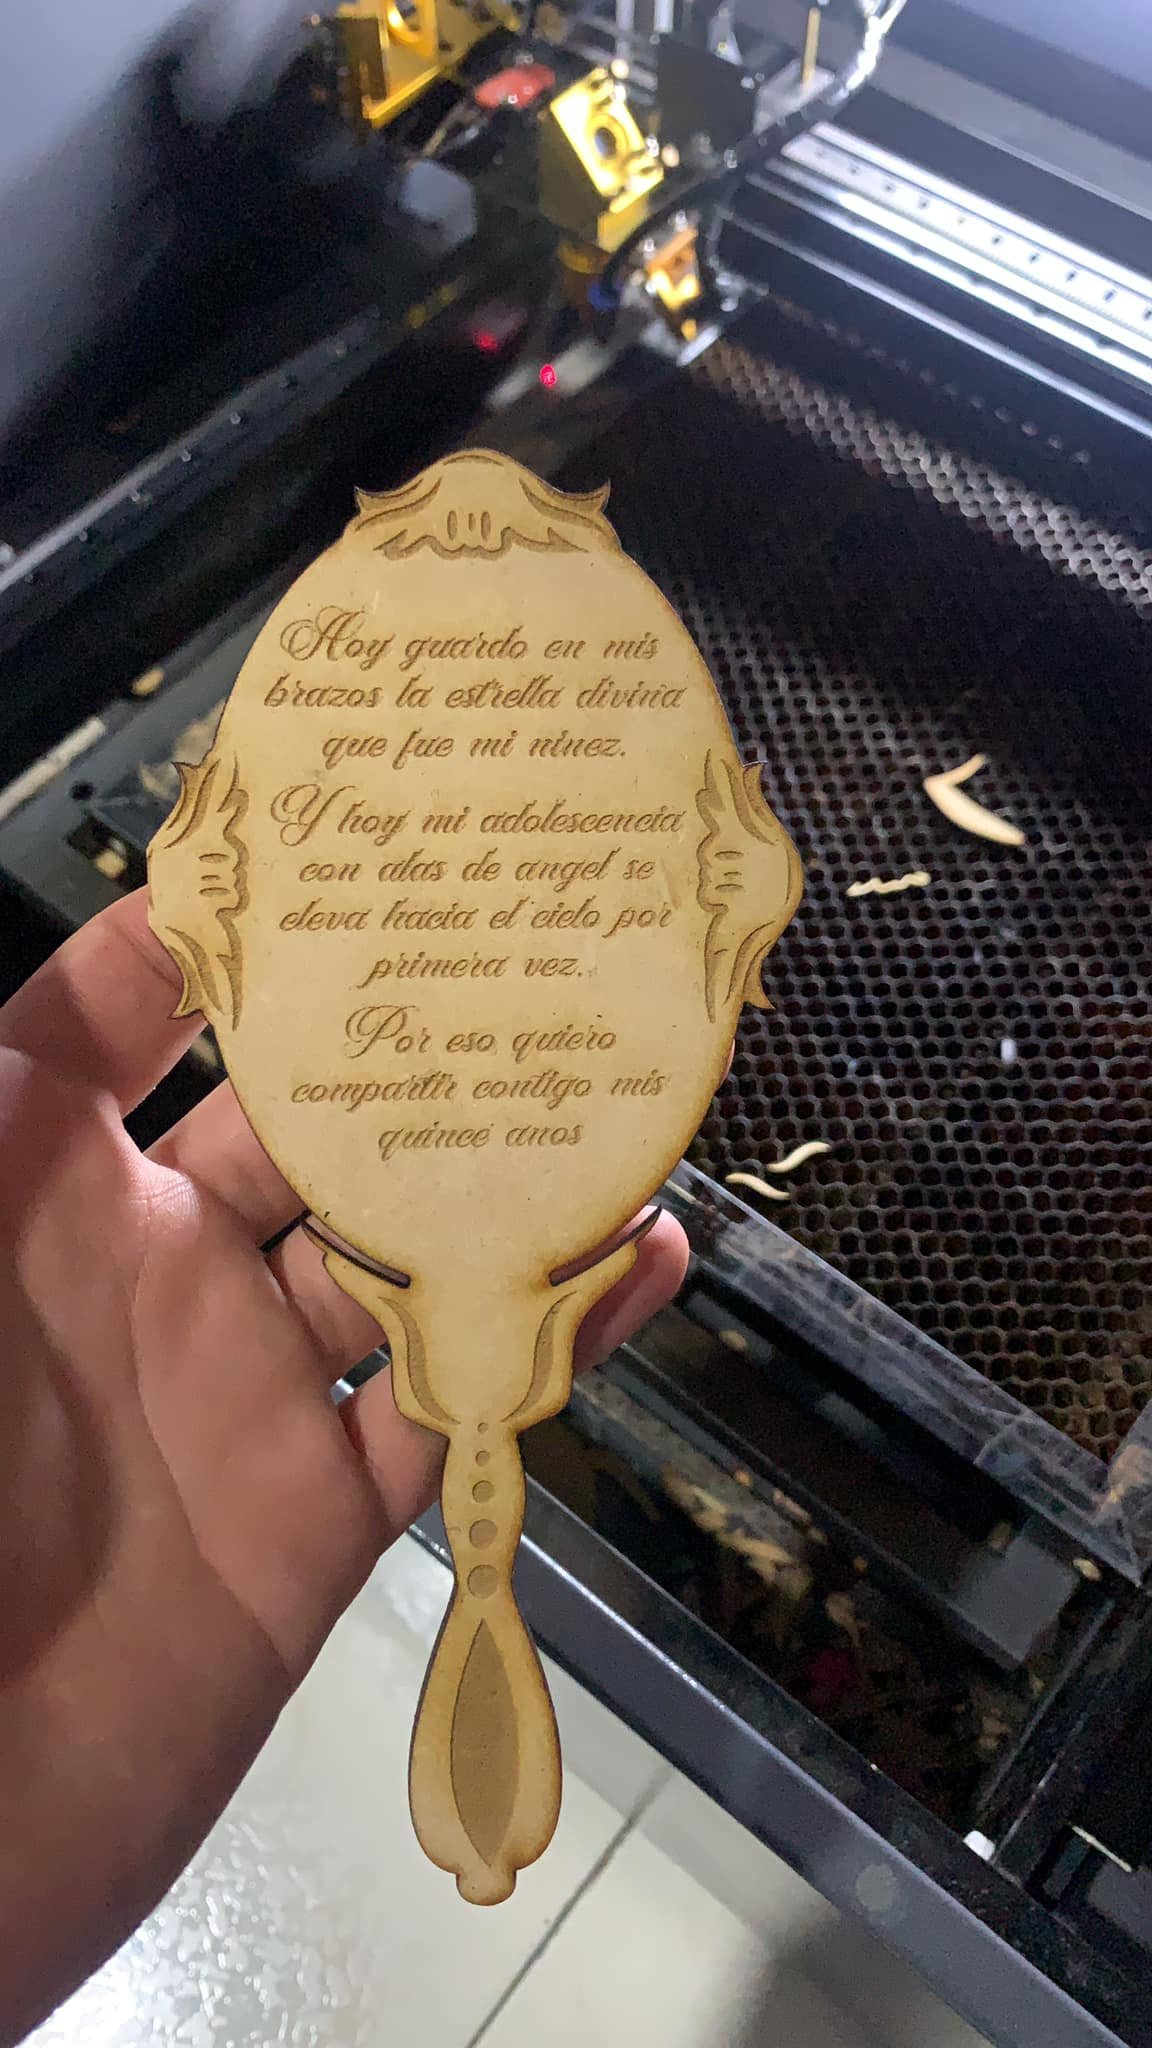 Hoy guardo en mis
brazos la estrella divina
que fue mi ninez.
Y hoy mi adolescencia
con alas de angel se
eleva hacia el cielo por
primera vez.
Por eso quiero
compartir contigo mis
quince anos